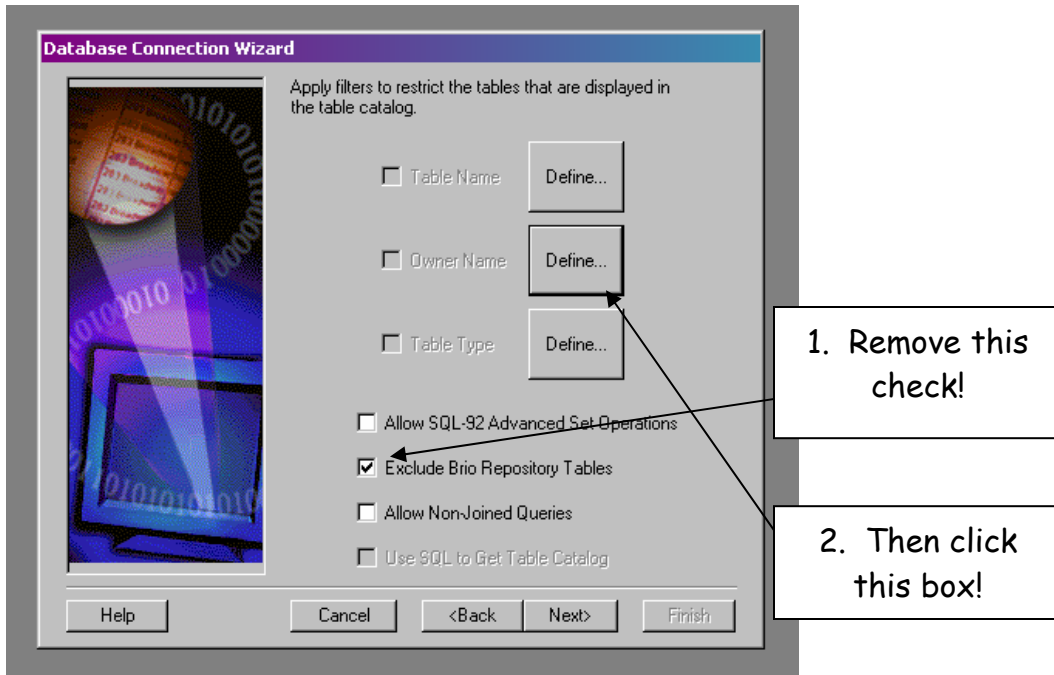 Database Connection Wizard
Apply filters to restrict the tables that are displayed in
the table catalog.
Table Name
Define...
Owner Name
Define...
Table Type
Define...
Allow SQL-92 Advanced Set Operations
Exclude Brio Repository Tables
Allow Non-Joined Queries
Use SQL to Get Table Catalog
Help
Cancel
<Back
Next>
Finish
1. Remove this
check!
2. Then click
this box!